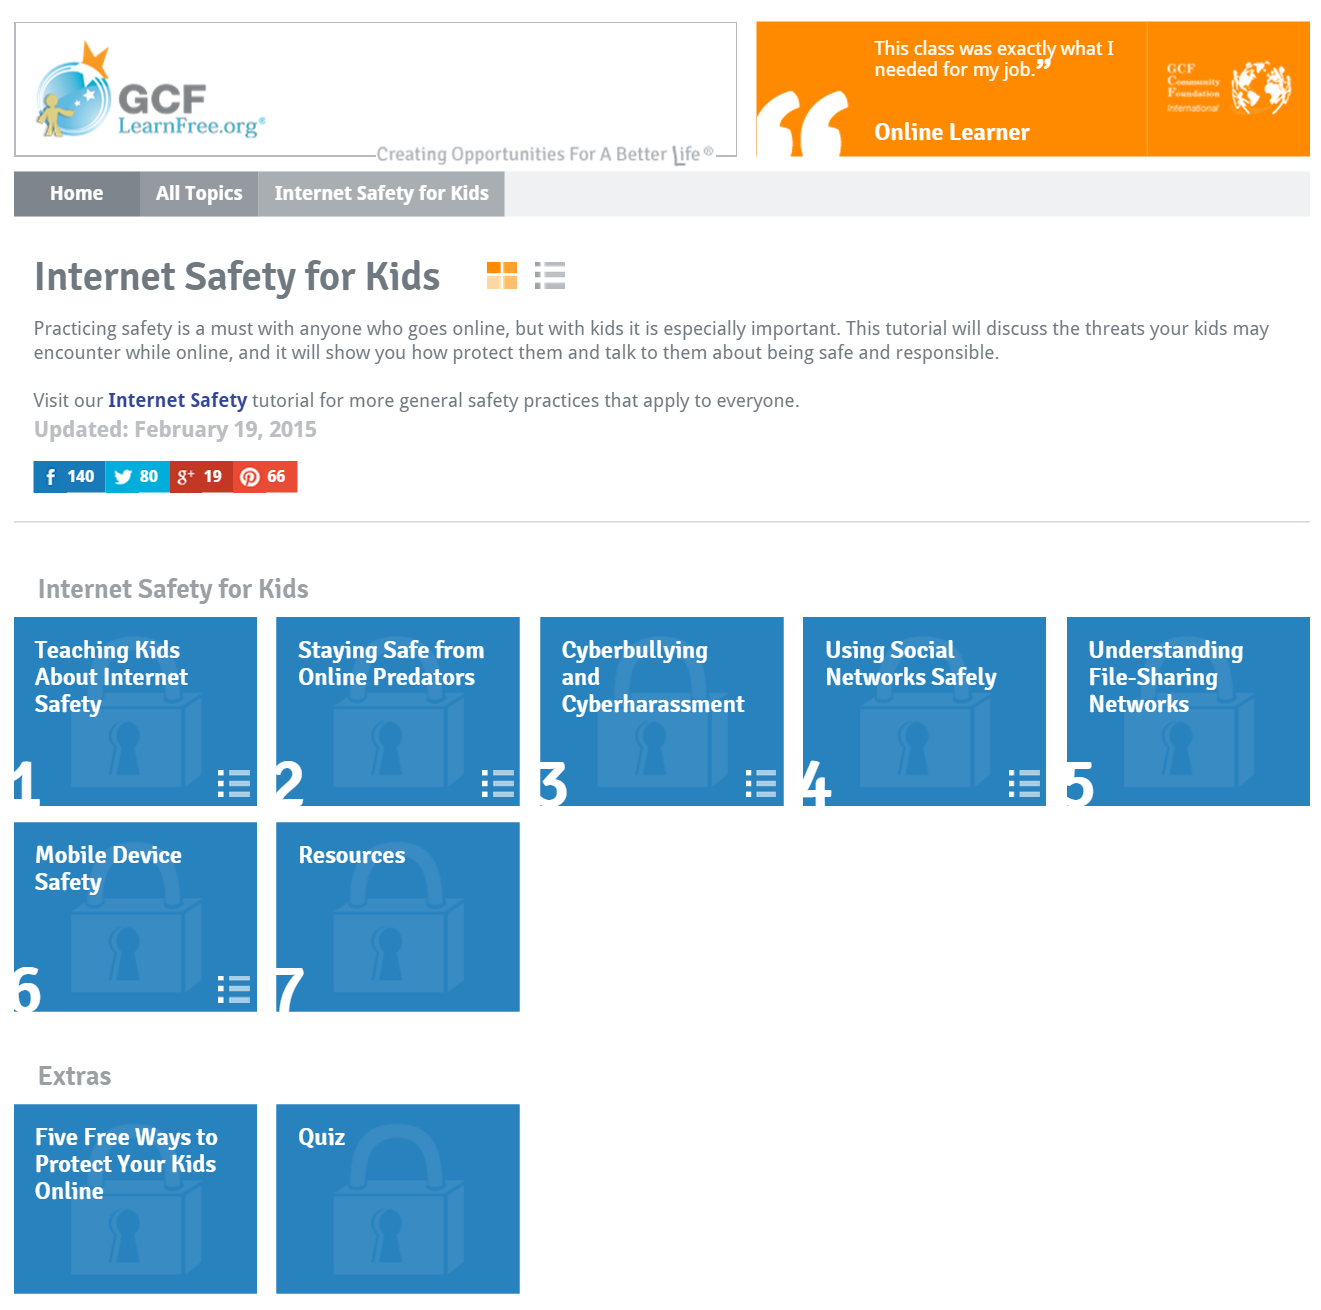 GCF
LearnFree.org®
Creating Opportunities For A Better Life ®
This class was exactly what I
needed for my job.”
“
Online Learner
GCF
Community
Foundation
International
Home
All Topics
Internet Safety for Kids
Internet Safety for Kids
Practicing safety is a must with anyone who goes online, but with kids it is especially important. This tutorial will discuss the threats your kids may
encounter while online, and it will show you how protect them and talk to them about being safe and responsible.
Visit our Internet Safety tutorial for more general safety practices that apply to everyone.
Updated: February 19, 2015
f 140
80
g+ 19
66
Internet Safety for Kids
Teaching Kids
About Internet
Safety
1
Staying Safe from
Online Predators
2
Cyberbullying
and
Cyberharassment
3
Using Social
Networks Safely
4
Understanding
File-Sharing
Networks
5
Mobile Device
Safety
6
Resources
7
Extras
Five Free Ways to
Protect Your Kids
Online
Quiz